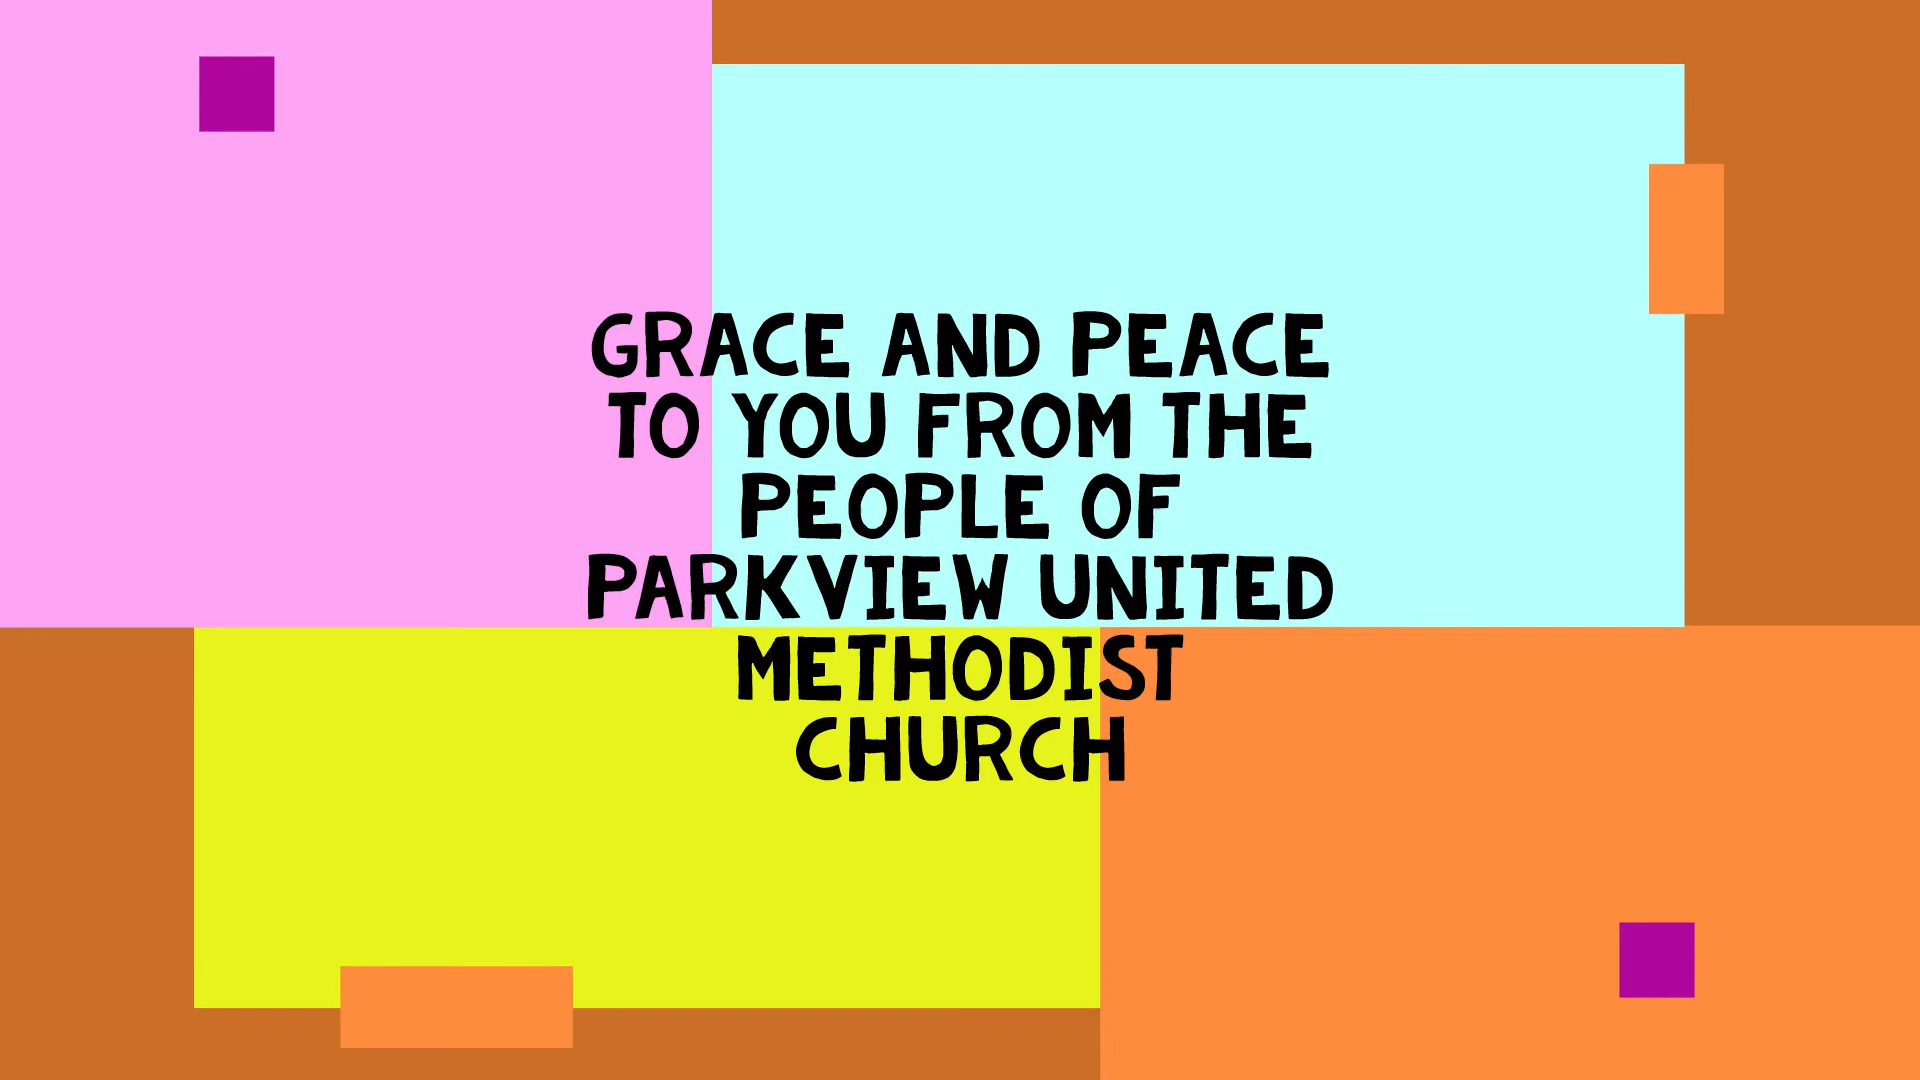 GRACE AND PEACE
TO YOU FROM THE
PEOPLE OF
PARKVIEW UNITED
METHODIST
CHURCH